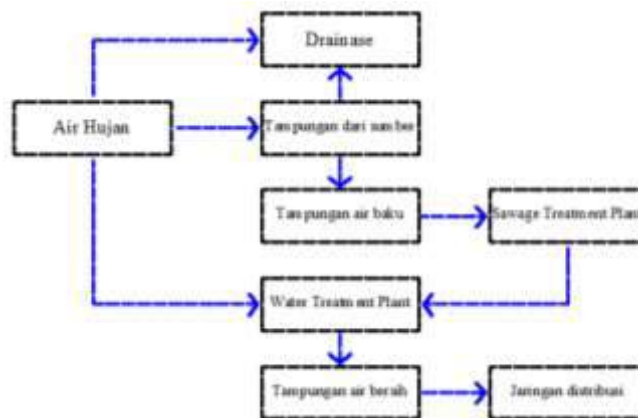 Drainase
Air Hujan
Tampungan dari sumber
Tampungan air baku
Sawage Treatment Plant
Water Treatment Plant
Tampungan air bersih
Jaringan distribusi